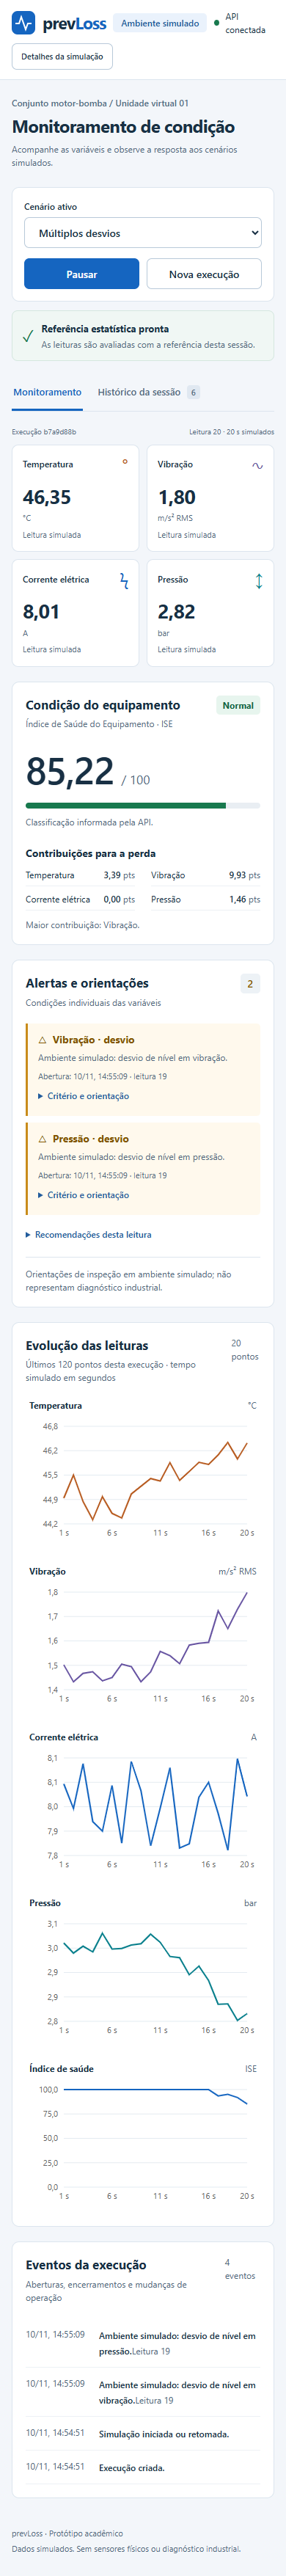 prevLoss
Ambiente simulado
API
conectada
Detalhes da simulação
Conjunto motor-bomba / Unidade virtual 01
Monitoramento de condição
Acompanhe as variáveis e observe a resposta aos cenários
simulados.
Cenário ativo
Múltiplos desvios
Pausar
Nova execução
Referência estatística pronta
As leituras são avaliadas com a referência desta sessão.
Monitoramento
Histórico da sessão 6
Execução b7a9d88b
Leitura 20 · 20 s simulados
Temperatura
46,35
°C
Leitura simulada
Vibração
1,80
m/s² RMS
Leitura simulada
Corrente elétrica
8,01
A
Leitura simulada
Pressão
2,82
bar
Leitura simulada
Condição do equipamento
Normal
Índice de Saúde do Equipamento · ISE
85,22 / 100
Classificação informada pela API.
Contribuições para a perda
Temperatura 3,39 pts
Vibração 9,93 pts
Corrente elétrica 0,00 pts
Pressão 1,46 pts
Maior contribuição: Vibração.
Alertas e orientações
2
Condições individuais das variáveis
Vibração · desvio
Ambiente simulado: desvio de nível em vibração.
Abertura: 10/11, 14:55:09 · leitura 19
Critério e orientação
Pressão · desvio
Ambiente simulado: desvio de nível em pressão.
Abertura: 10/11, 14:55:09 · leitura 19
Critério e orientação
Recomendações desta leitura
Orientações de inspeção em ambiente simulado; não
representam diagnóstico industrial.
Evolução das leituras
20
pontos
Últimos 120 pontos desta execução · tempo
simulado em segundos
Temperatura °C
46,8
46,2
45,5
44,9
44,2
1 s 6 s 11 s 16 s 20 s
Vibração m/s² RMS
1,8
1,7
1,6
1,5
1,4
1 s 6 s 11 s 16 s 20 s
Corrente elétrica A
8,1
8,1
8,0
7,9
7,8
1 s 6 s 11 s 16 s 20 s
Pressão bar
3,1
3,0
2,9
2,9
2,8
1 s 6 s 11 s 16 s 20 s
Índice de saúde ISE
100,0
75,0
50,0
25,0
0,0
1 s 6 s 11 s 16 s 20 s
Eventos da execução
4
eventos
Aberturas, encerramentos e mudanças de
operação
10/11, 14:55:09 Ambiente simulado: desvio de nível em
pressão.Leitura 19
10/11, 14:55:09 Ambiente simulado: desvio de nível em
vibração.Leitura 19
10/11, 14:54:51 Simulação iniciada ou retomada.
10/11, 14:54:51 Execução criada.
prevLoss · Protótipo acadêmico
Dados simulados. Sem sensores físicos ou diagnóstico industrial.